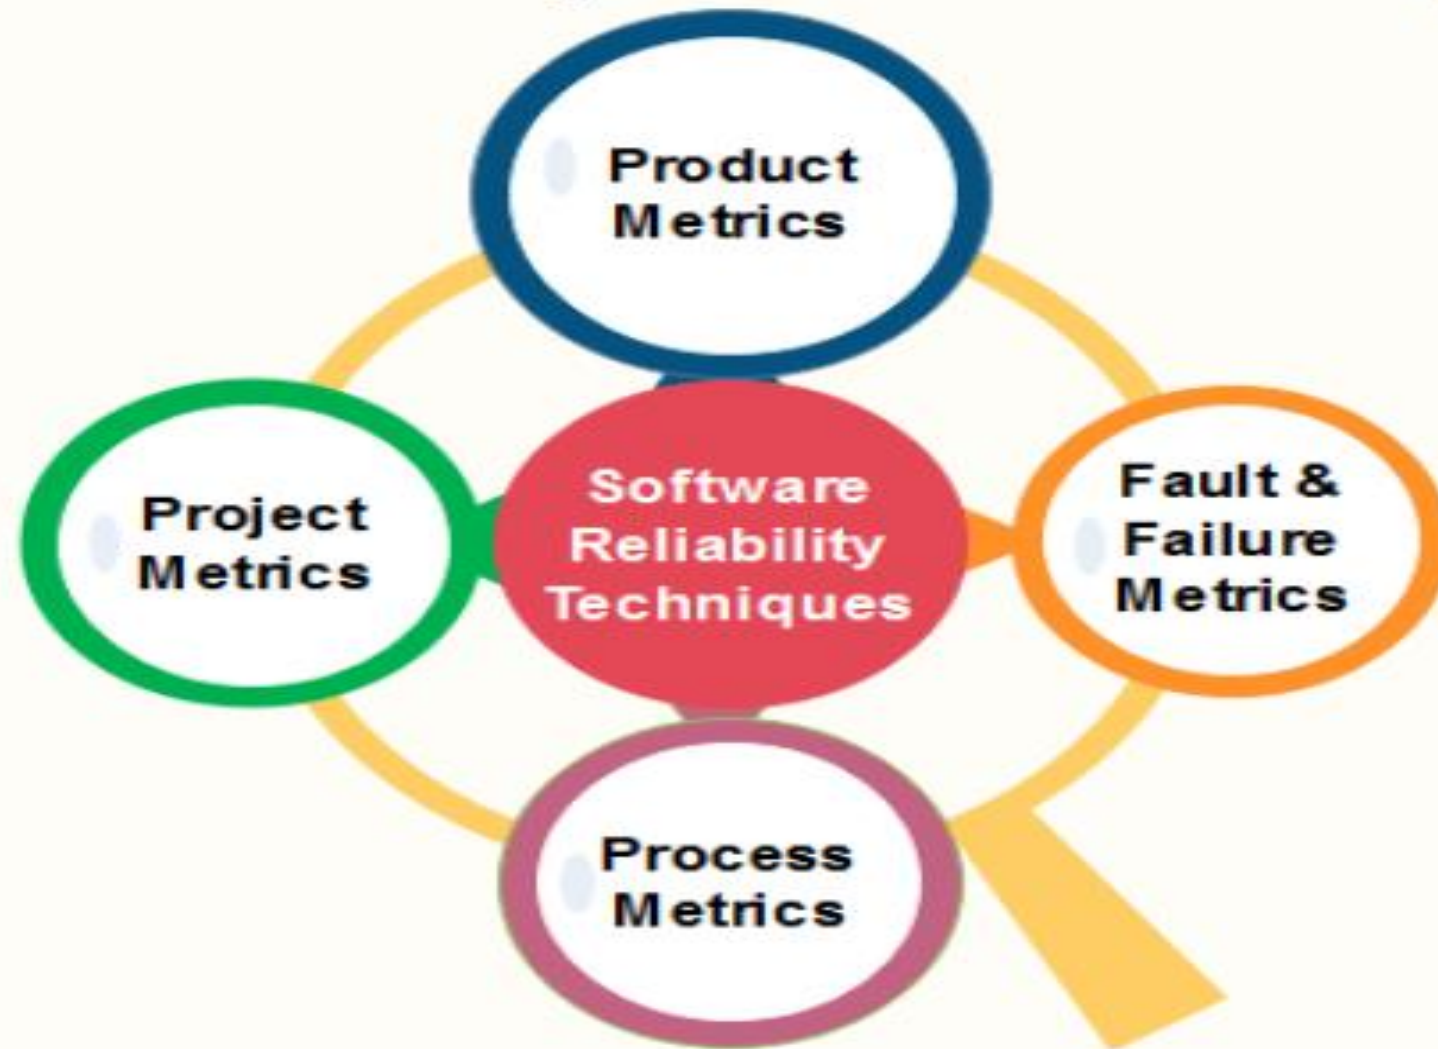 Product
Metrics
Project
Metrics
Software
Reliability
Techniques
Fault &
Failure
Metrics
Process
Metrics